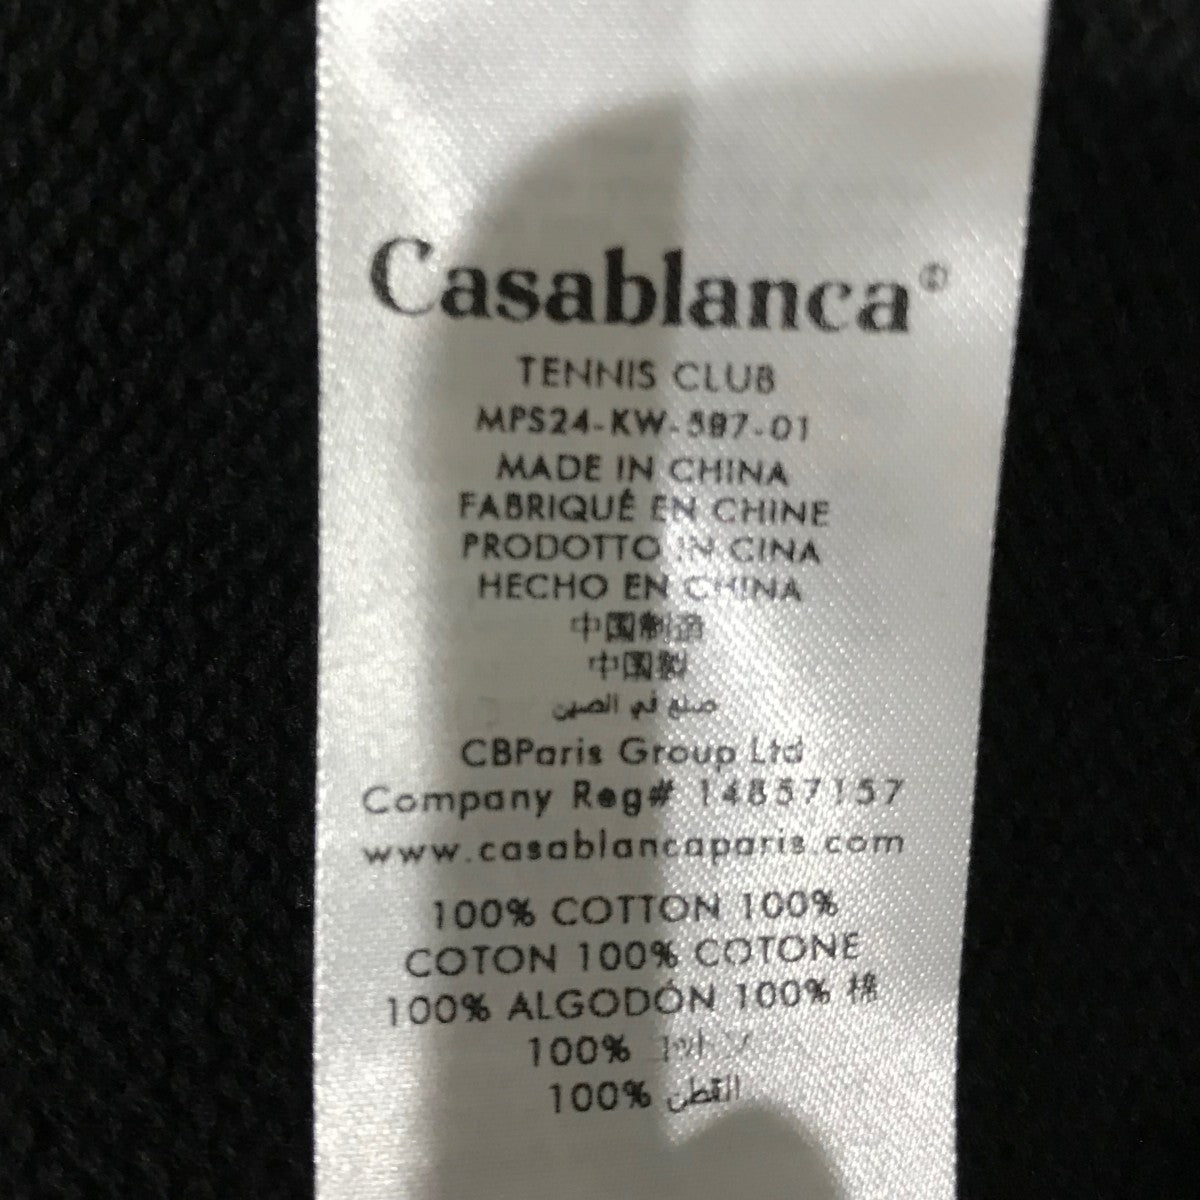 Casablanca®
TENNIS CLUB
MPS24-KW-597-01
MADE IN CHINA
FABRIQUÉ EN CHINE
PRODOTTO IN CINA
HECHO EN CHINA
中国制造
中国製
صنع في الصين
CBParis Group Ltd
Company Reg# 14857157
www.casablancaparis.com
100% COTTON 100%
COTON 100% COTONE
100% ALGODÓN 100% 棉
100%
100% القطن